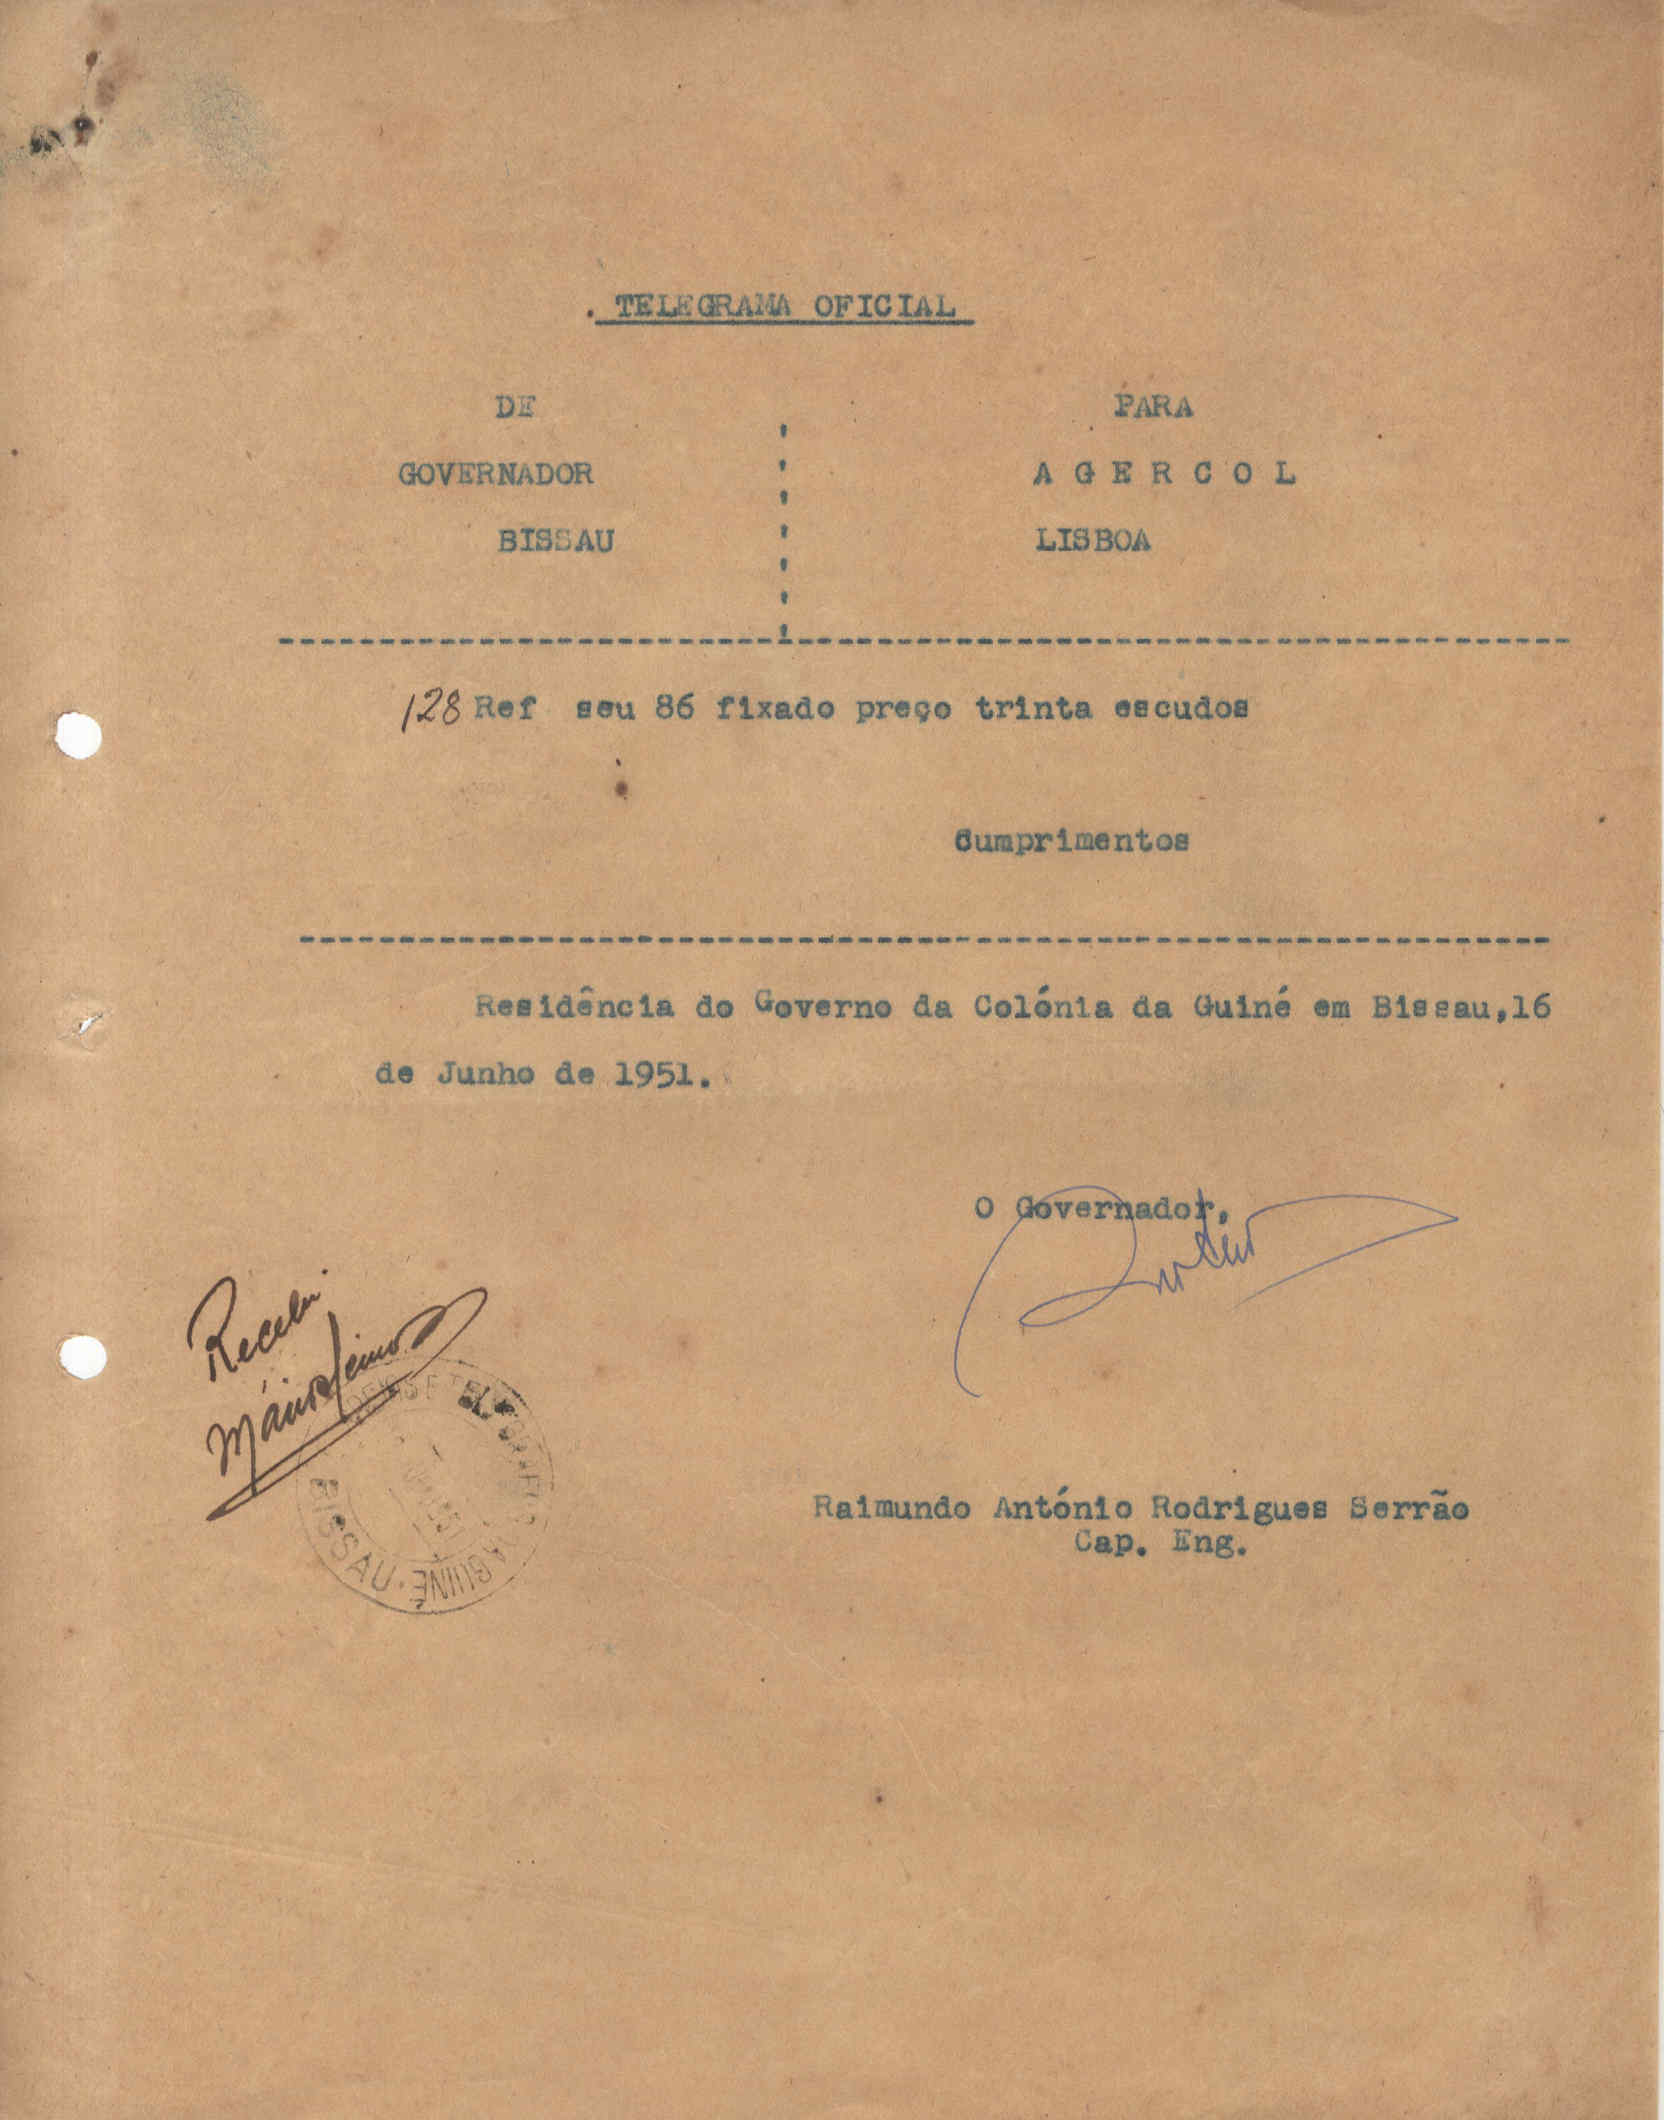 TELEGRAMA OFICIAL
DE PARA
GOVERNADOR A G E R C O L
BISSAU LISBOA
128 Ref seu 86 fixado preço trinta escudos
Cumprimentos
Residência do Governo da Colónia da Guiné em Bissau,16
de Junho de 1951.
O Governador,
Recebi
Raimundo António Rodrigues Serrão
Cap. Eng.
BISSAU · GUINÉ